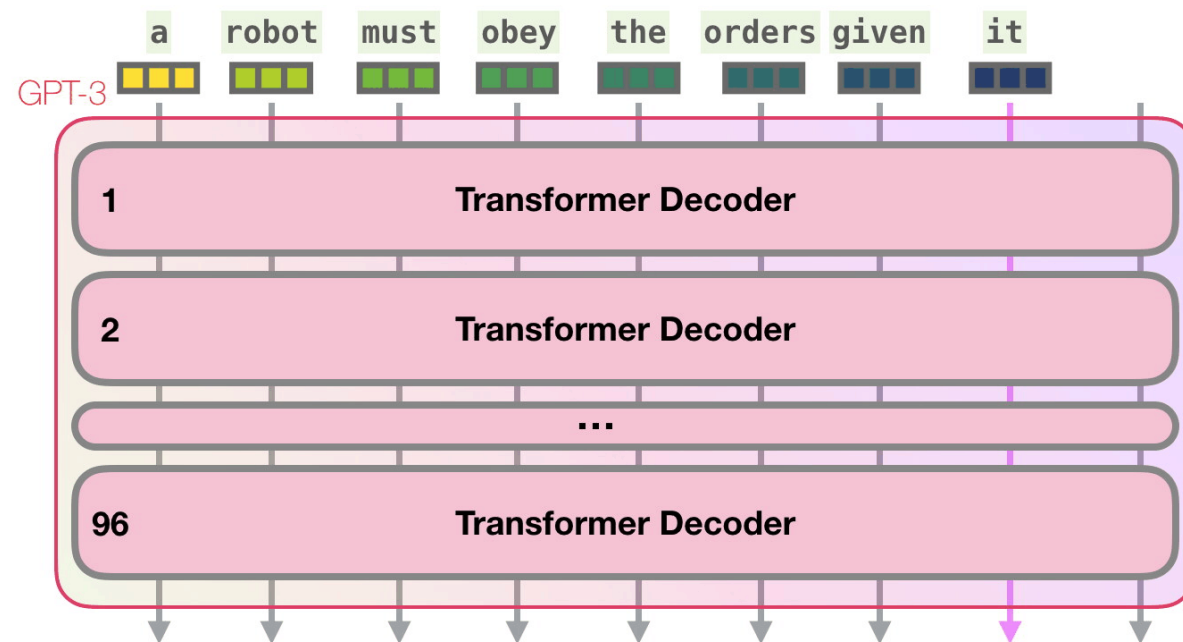 a robot must obey the orders given it
GPT-3
1 Transformer Decoder
2 Transformer Decoder
...
96 Transformer Decoder